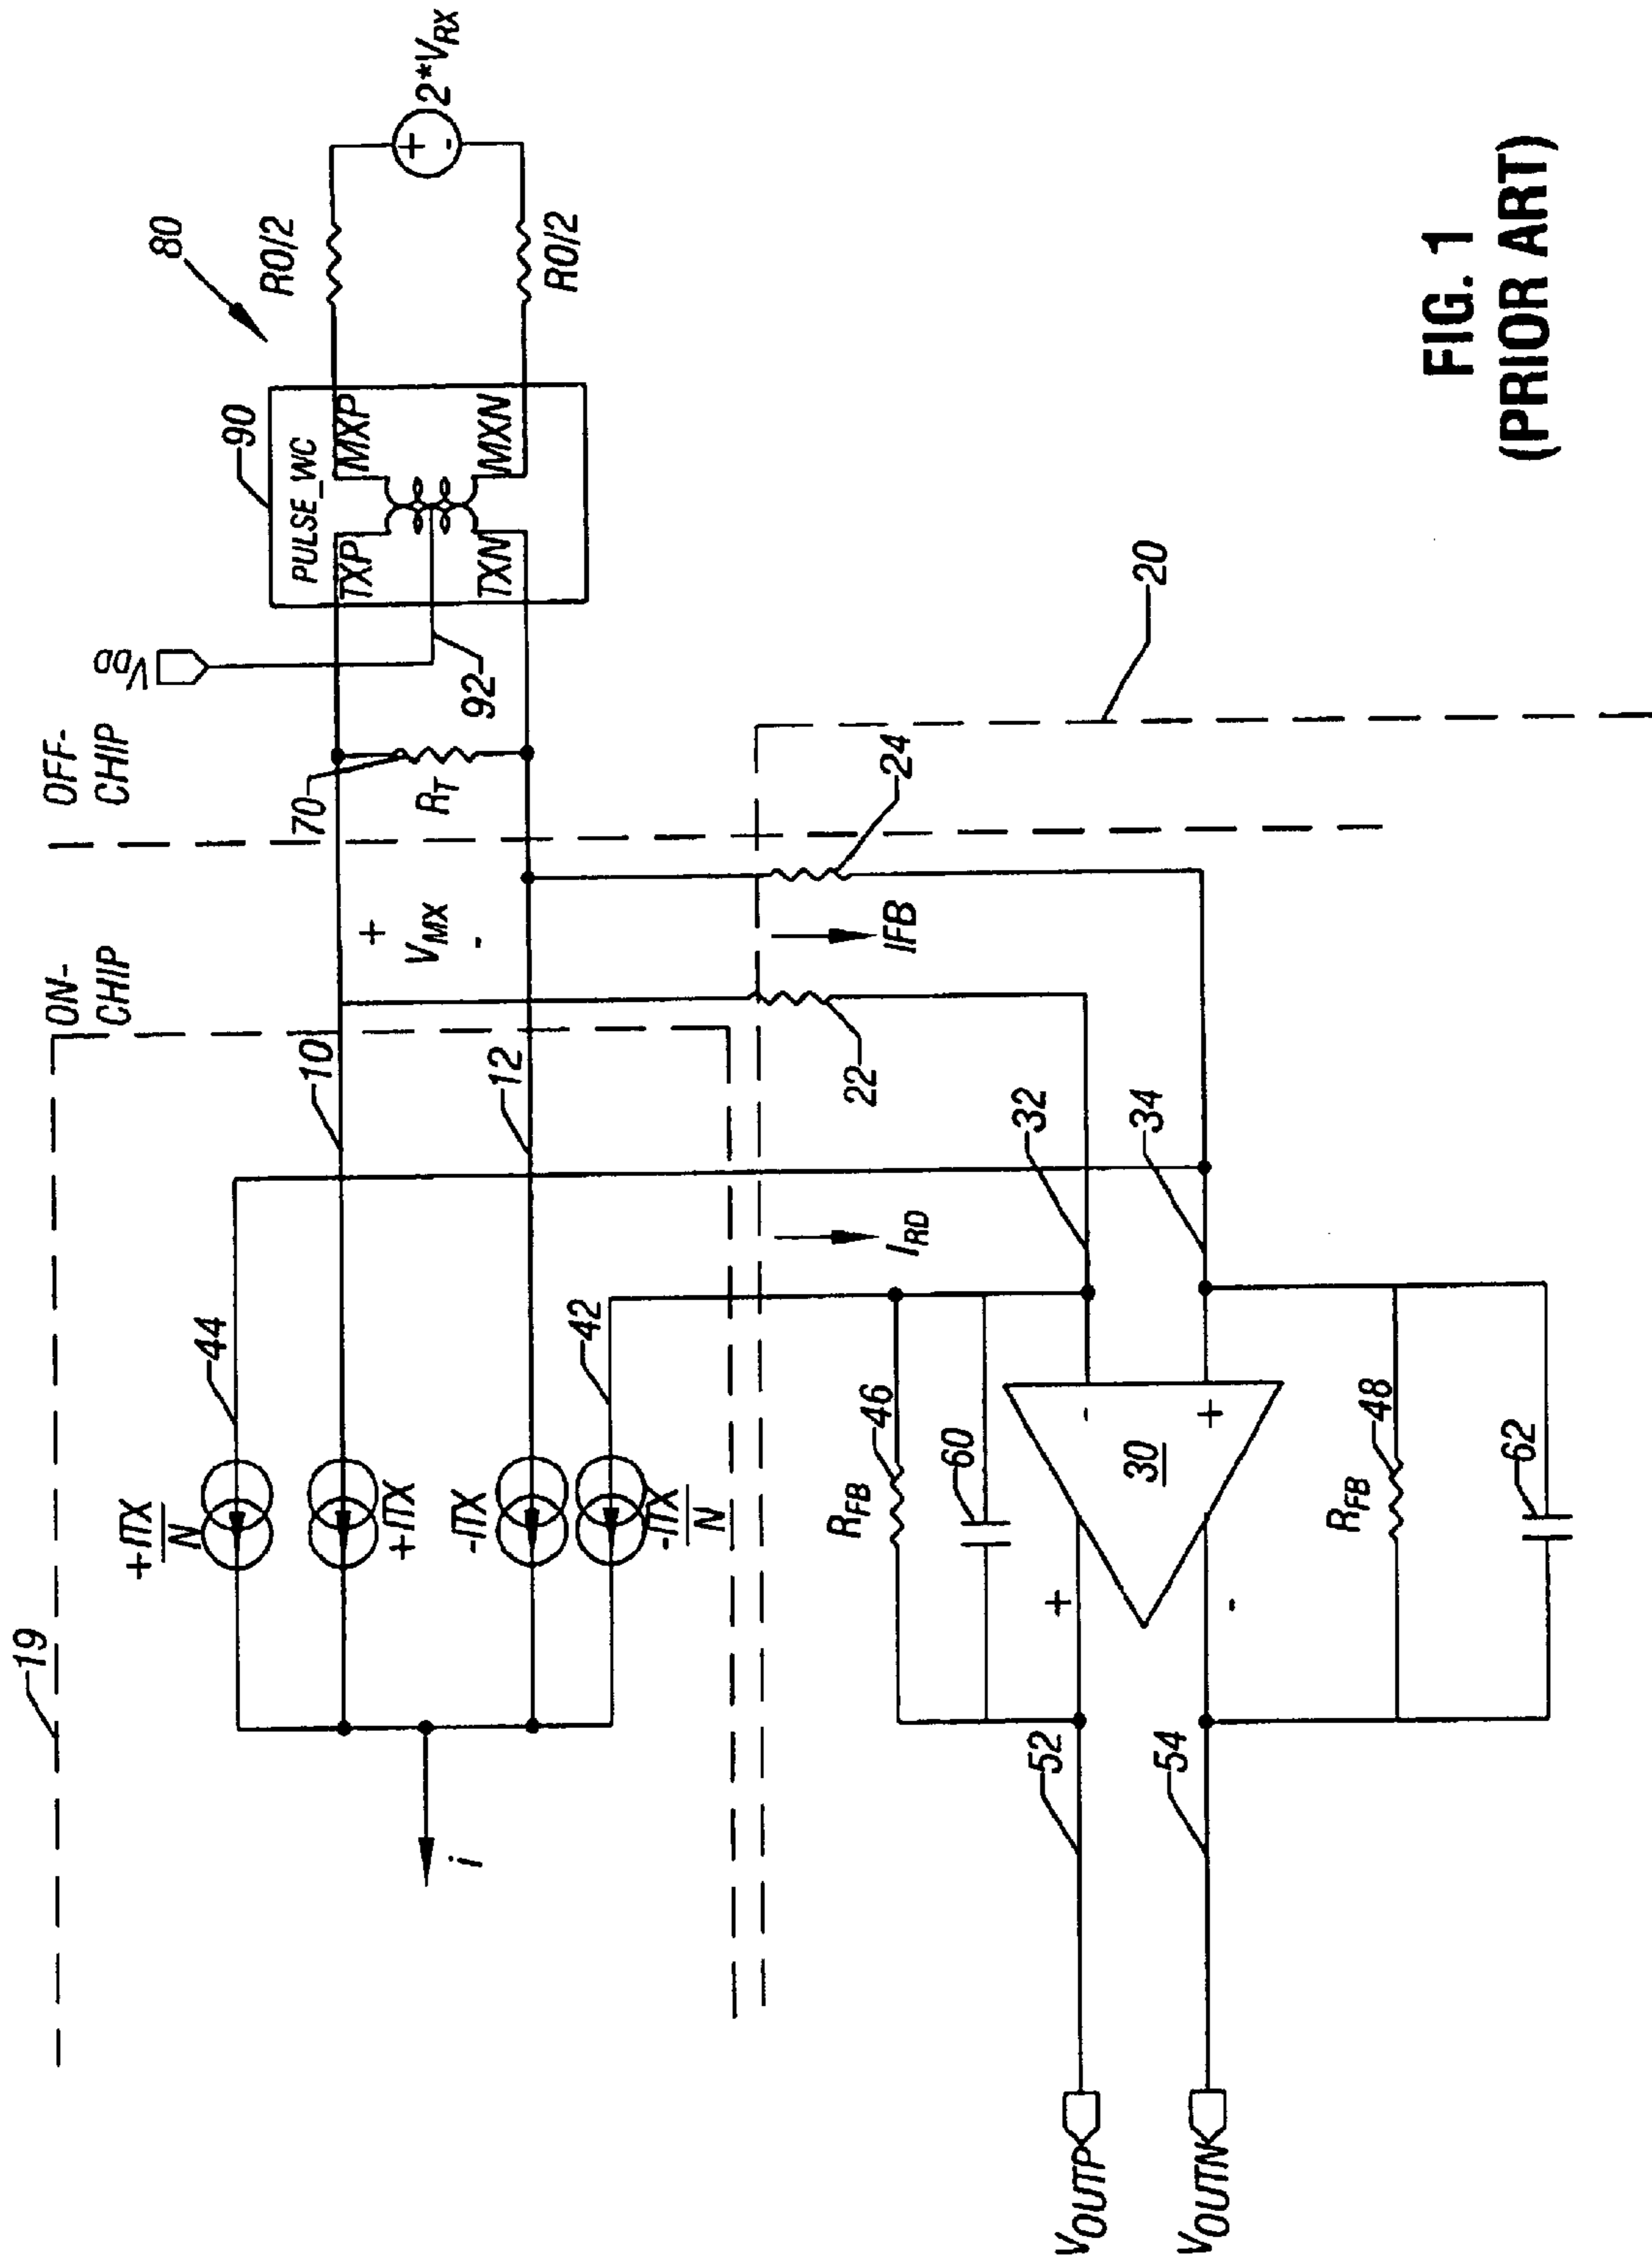 80
R0/2
2*VRX
R0/2
90
PULSE_WC
TXP
MXP
TXN
MXN
VDD
92
OFF-
CHIP
ON-
CHIP
70
RT
+
VMX
-
10
12
19
44
+ITX
N
+ITX
-ITX
-ITX
N
42
i
20
24
IFB
22
IRD
32
34
RFB
46
60
-
30
+
+
-
RFB
48
62
52
54
VOUTP
VOUTN
FIG. 1
(PRIOR ART)